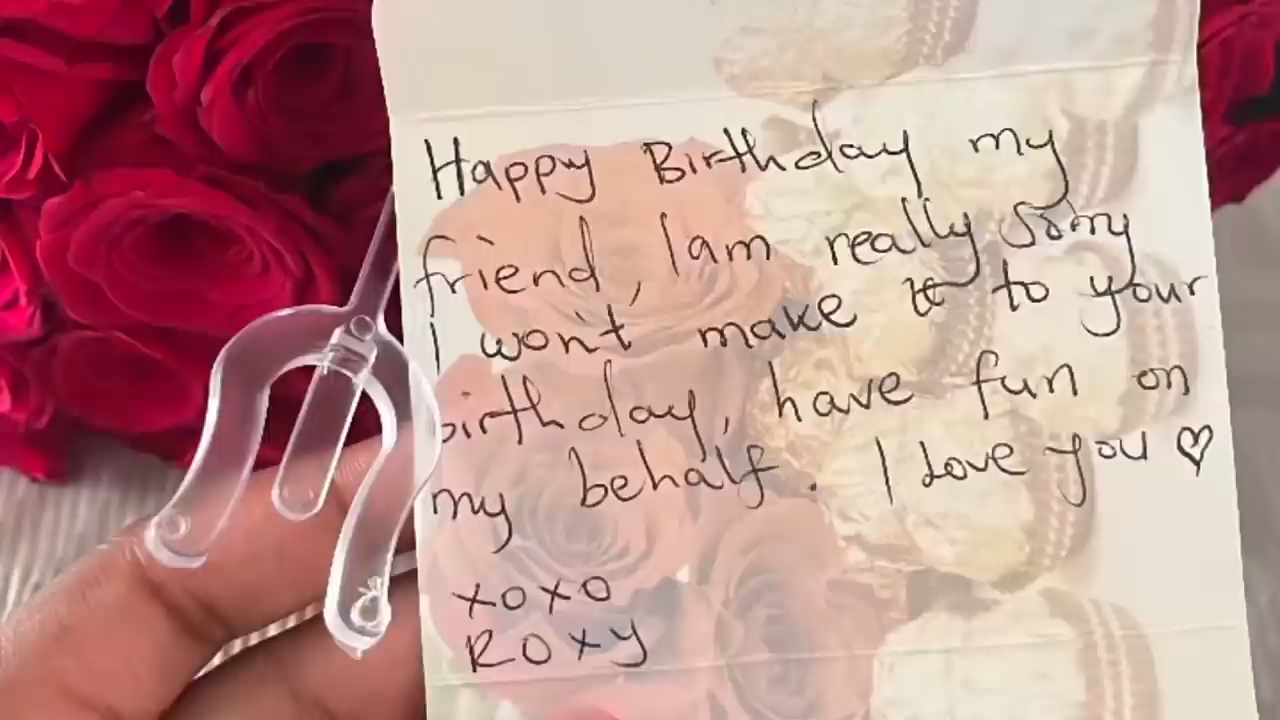 Happy Birthday my
friend, I am really sorry
I won't make it to your
birthday, have fun on
my behalf. I Love you ♡
xoxo
ROXY